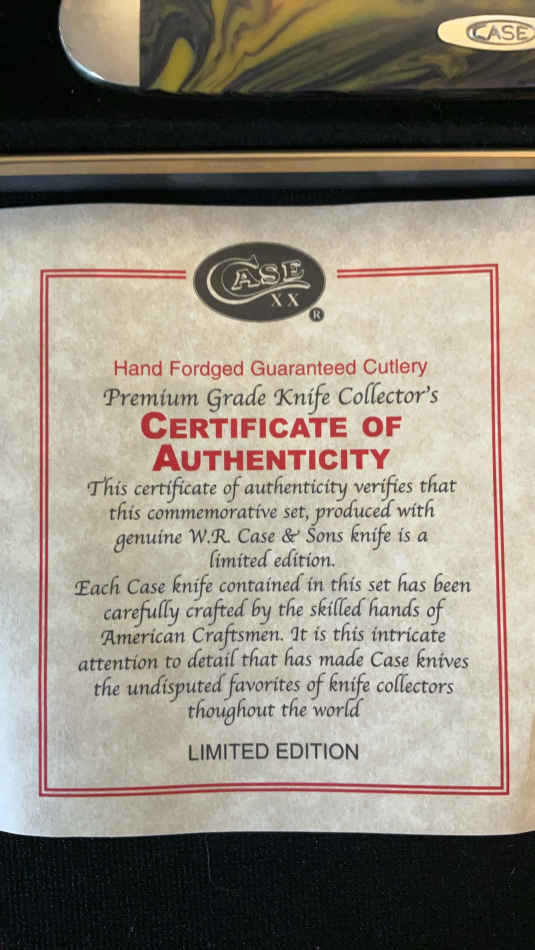 CASE
CASE
XX
®
Hand Fordged Guaranteed Cutlery
Premium Grade Knife Collector's
CERTIFICATE OF
AUTHENTICITY
This certificate of authenticity verifies that
this commemorative set, produced with
genuine W.R. Case & Sons knife is a
limited edition.
Each Case knife contained in this set has been
carefully crafted by the skilled hands of
American Craftsmen. It is this intricate
attention to detail that has made Case knives
the undisputed favorites of knife collectors
thoughout the world
LIMITED EDITION